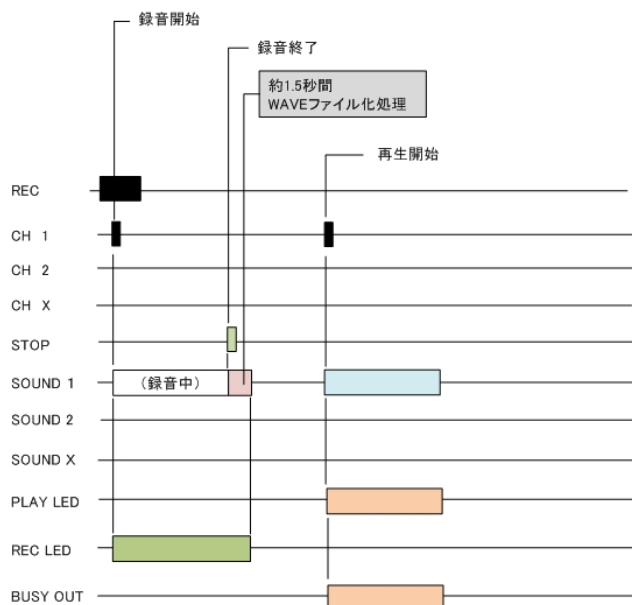 録音開始
録音終了
約1.5秒間
WAVEファイル化処理
再生開始
REC
CH 1
CH 2
CH X
STOP
SOUND 1 (録音中)
SOUND 2
SOUND X
PLAY LED
REC LED
BUSY OUT